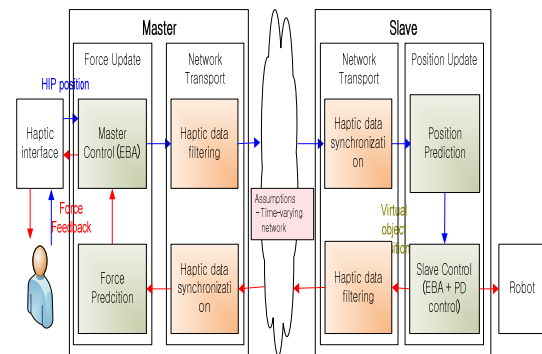 Master
Slave
Force Update
Network
Transport
Network
Transport
Position Update
HIP position
Haptic
interface
Master
Control (EBA)
Haptic data
filtering
Haptic data
synchronizati
on
Position
Prediction
Force
Feedback
Assumptions
- Time-varying
network
Virtual
object
Force
Predcition
Haptic data
synchronizati
on
Haptic data
filtering
Slave Control
(EBA + PD
control)
Robot